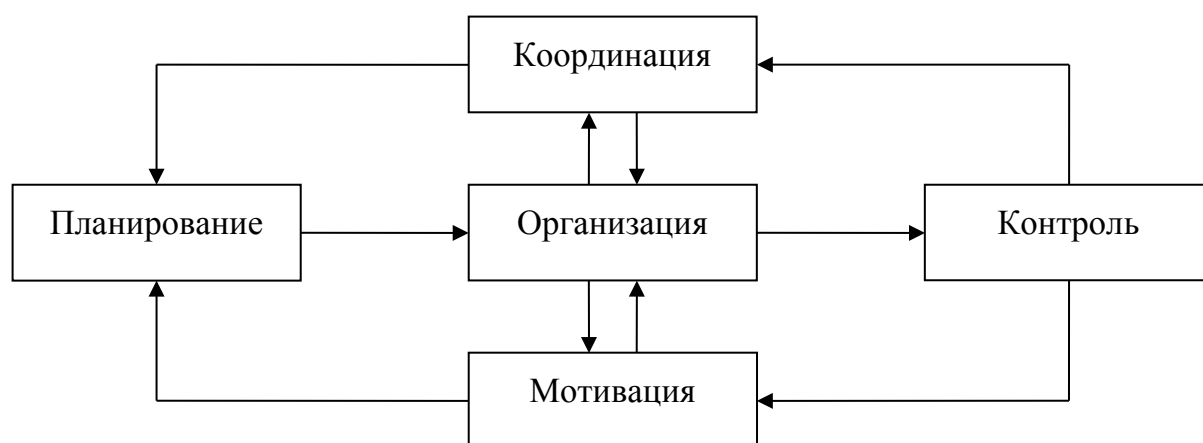 Координация
Планирование
Организация
Контроль
Мотивация